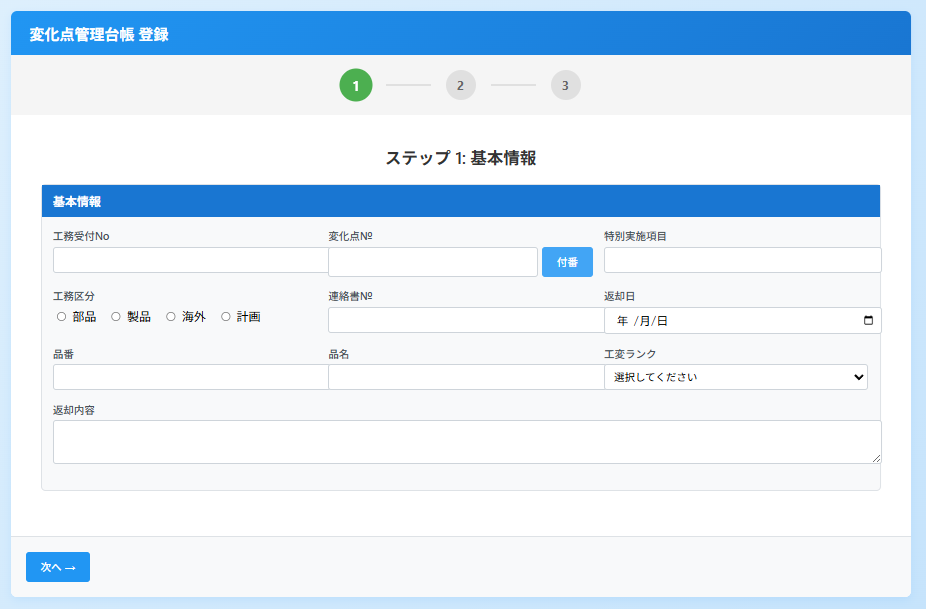 変化点管理台帳 登録
1 2 3
ステップ 1: 基本情報
基本情報
工務受付No 変化点№ 特別実施項目
付番
工務区分 連絡書№ 返却日
部品 製品 海外 計画 年 /月/日
品番 品名 工変ランク
選択してください
返却内容
次へ →